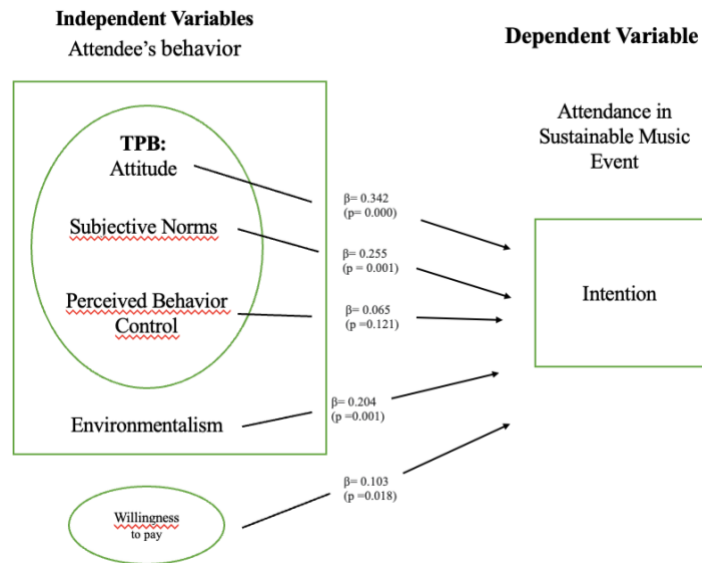 Independent Variables
Attendee's behavior
Dependent Variable
TPB:
Attitude
Subjective Norms
Perceived Behavior
Control
Environmentalism
Willingness
to pay
β= 0.342
(p= 0.000)
β= 0.255
(p = 0.001)
β= 0.065
(p =0.121)
β= 0.204
(p =0.001)
β= 0.103
(p =0.018)
Attendance in
Sustainable Music
Event
Intention